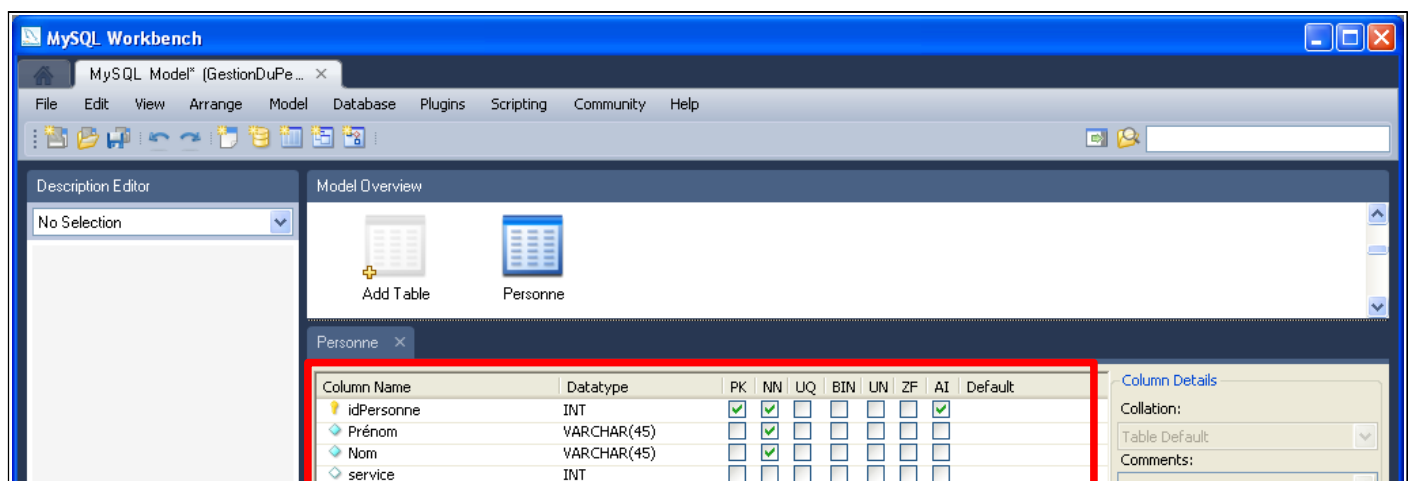 MySQL Workbench
MySQL Model* (GestionDuPe...
File Edit View Arrange Model Database Plugins Scripting Community Help
Description Editor
Model Overview
No Selection
Add Table Personne
Personne
Column Name Datatype PK NN UQ BIN UN ZF AI Default
Column Details
idPersonne INT
Collation:
Prénom VARCHAR(45)
Table Default
Nom VARCHAR(45)
Comments:
service INT